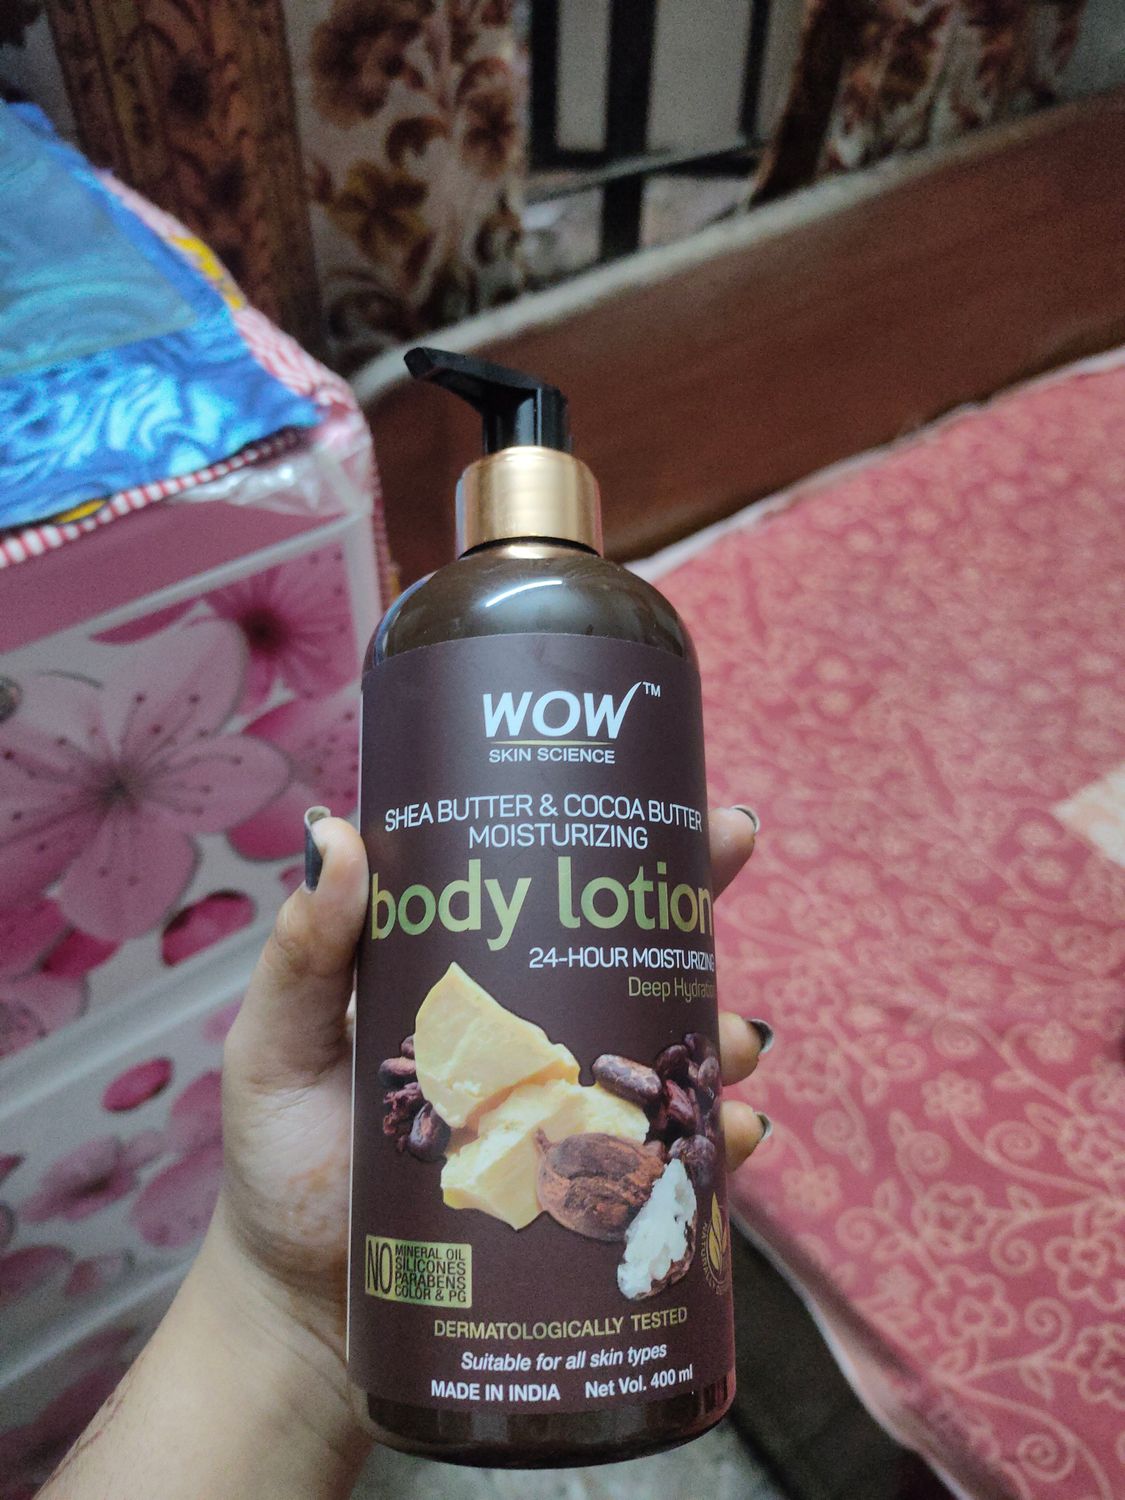 WOW™
SKIN SCIENCE
SHEA BUTTER & COCOA BUTTER
MOISTURIZING
body lotion
24-HOUR MOISTURIZING
Deep Hydration
NO MINERAL OIL
SILICONES
PARABENS
COLOR & PG
DERMATOLOGICALLY TESTED
Suitable for all skin types
MADE IN INDIA Net Vol. 400 ml